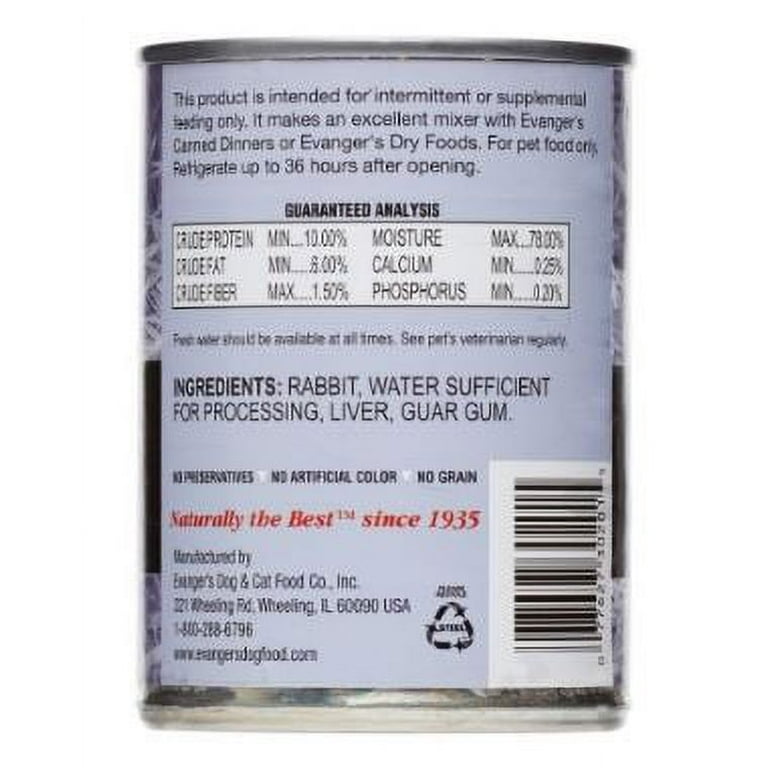 This product is intended for intermittent or supplemental
feeding only. It makes an excellent mixer with Evanger's
Canned Dinners or Evanger's Dry Foods. For pet food only.
Refrigerate up to 36 hours after opening.
GUARANTEED ANALYSIS
CRUDE PROTEIN MIN....10.00% MOISTURE MAX...78.00%
CRUDE FAT MIN.....6.00% CALCIUM MIN......0.25%
CRUDE FIBER MAX.....1.50% PHOSPHORUS MIN......0.20%
Fresh water should be available at all times. See pet's veterinarian regularly.
INGREDIENTS: RABBIT, WATER SUFFICIENT
FOR PROCESSING, LIVER, GUAR GUM.
NO PRESERVATIVES NO ARTIFICIAL COLOR NO GRAIN
Naturally the Best™ since 1935
Manufactured by
Evanger's Dog & Cat Food Co., Inc.
221 Wheeling Rd, Wheeling, IL 60090 USA
1-800-288-6796
www.evangersdogfood.com
STEEL